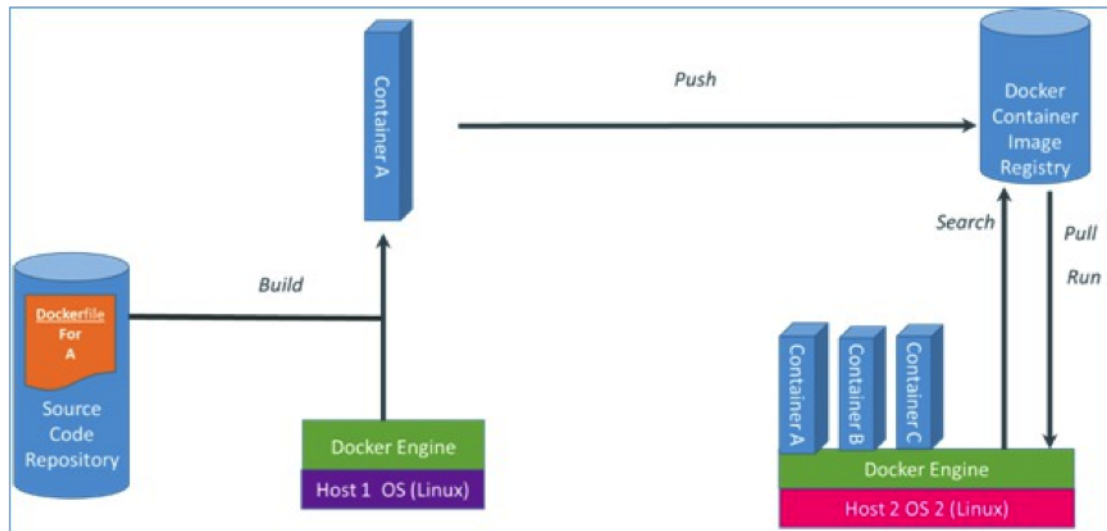 Container A
Push
Docker
Container
Image
Registry
Search
Pull
Run
Build
Dockerfile
For
A
Source
Code
Repository
Docker Engine
Host 1 OS (Linux)
Container A
Container B
Container C
Docker Engine
Host 2 OS 2 (Linux)